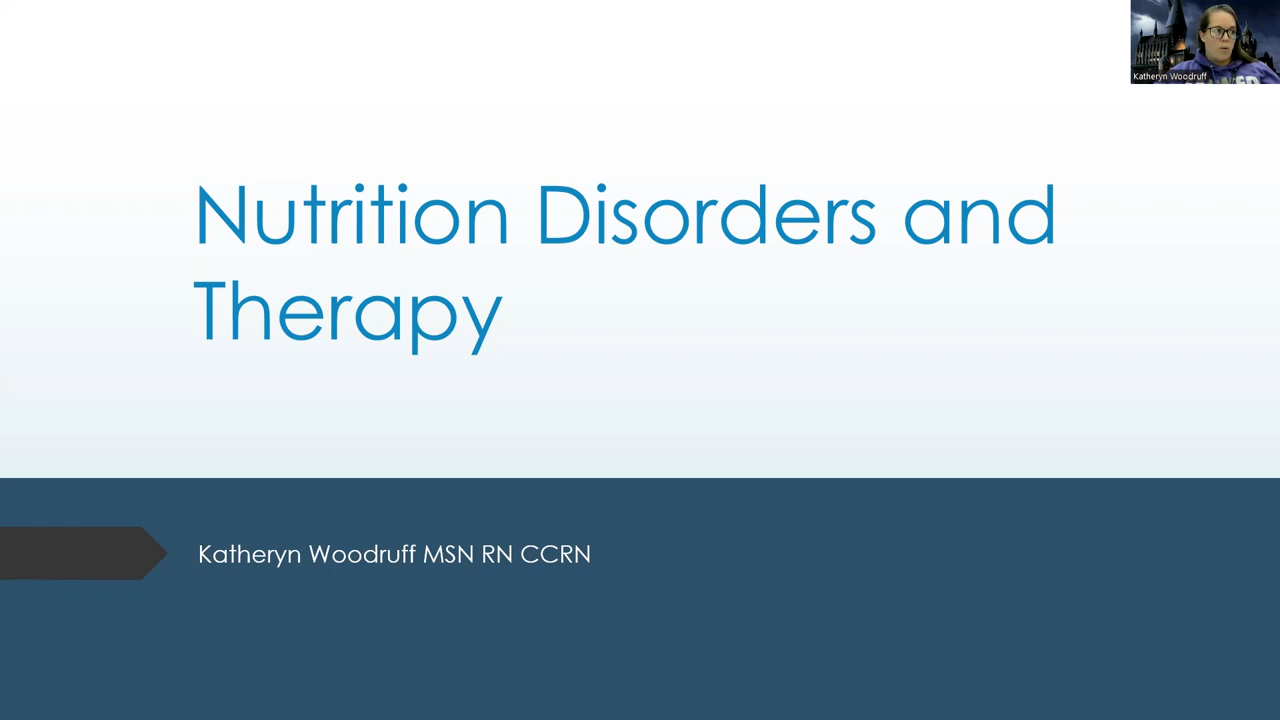 Katheryn Woodruff
Nutrition Disorders and
Therapy
Katheryn Woodruff MSN RN CCRN